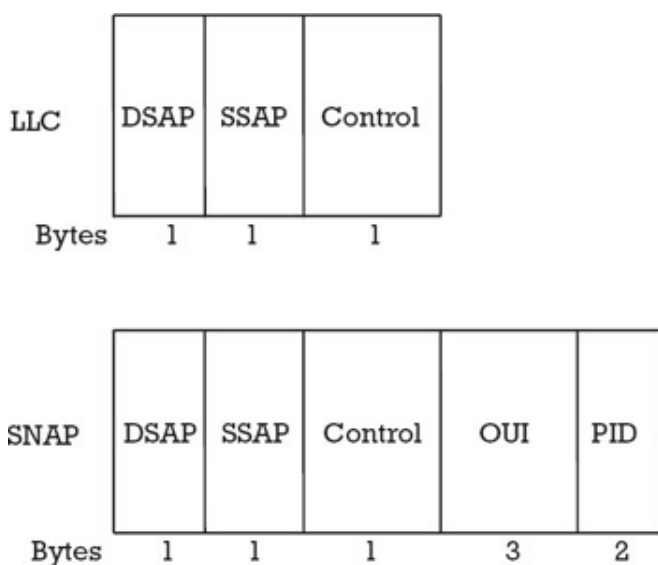 LLC DSAP SSAP Control
Bytes 1 1 1
SNAP DSAP SSAP Control OUI PID
Bytes 1 1 1 3 2